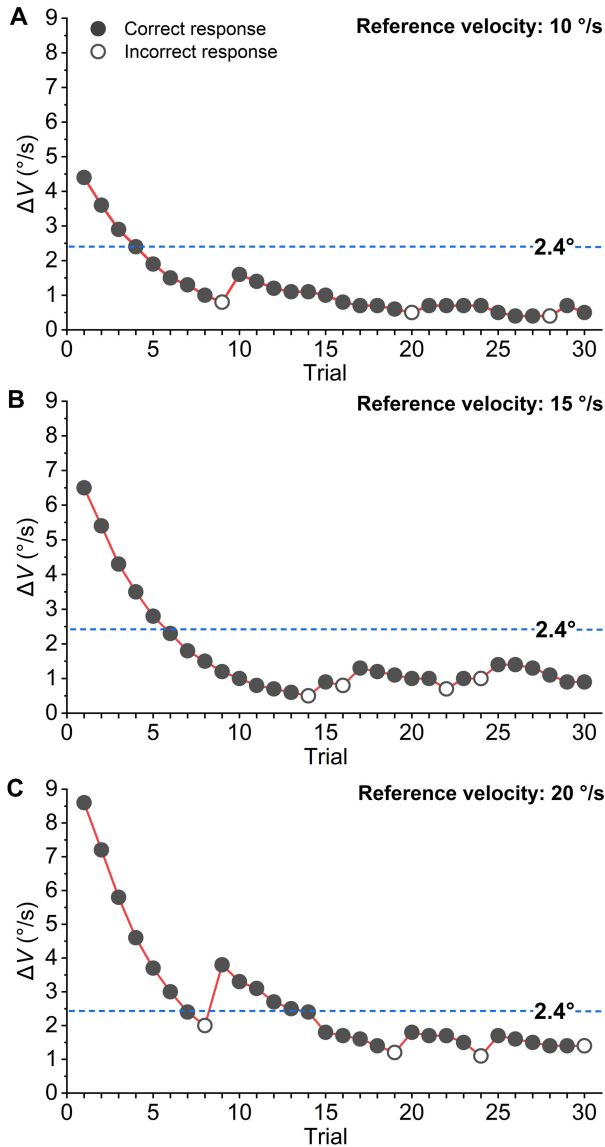 A
Reference velocity: 10 °/s
Correct response
Incorrect response
9
8
7
6
5
4
3
2
1
0
ΔV (°/s)
2.4°
0 5 10 15 20 25 30
Trial
B
Reference velocity: 15 °/s
9
8
7
6
5
4
3
2
1
0
ΔV (°/s)
2.4°
0 5 10 15 20 25 30
Trial
C
Reference velocity: 20 °/s
9
8
7
6
5
4
3
2
1
0
ΔV (°/s)
2.4°
0 5 10 15 20 25 30
Trial